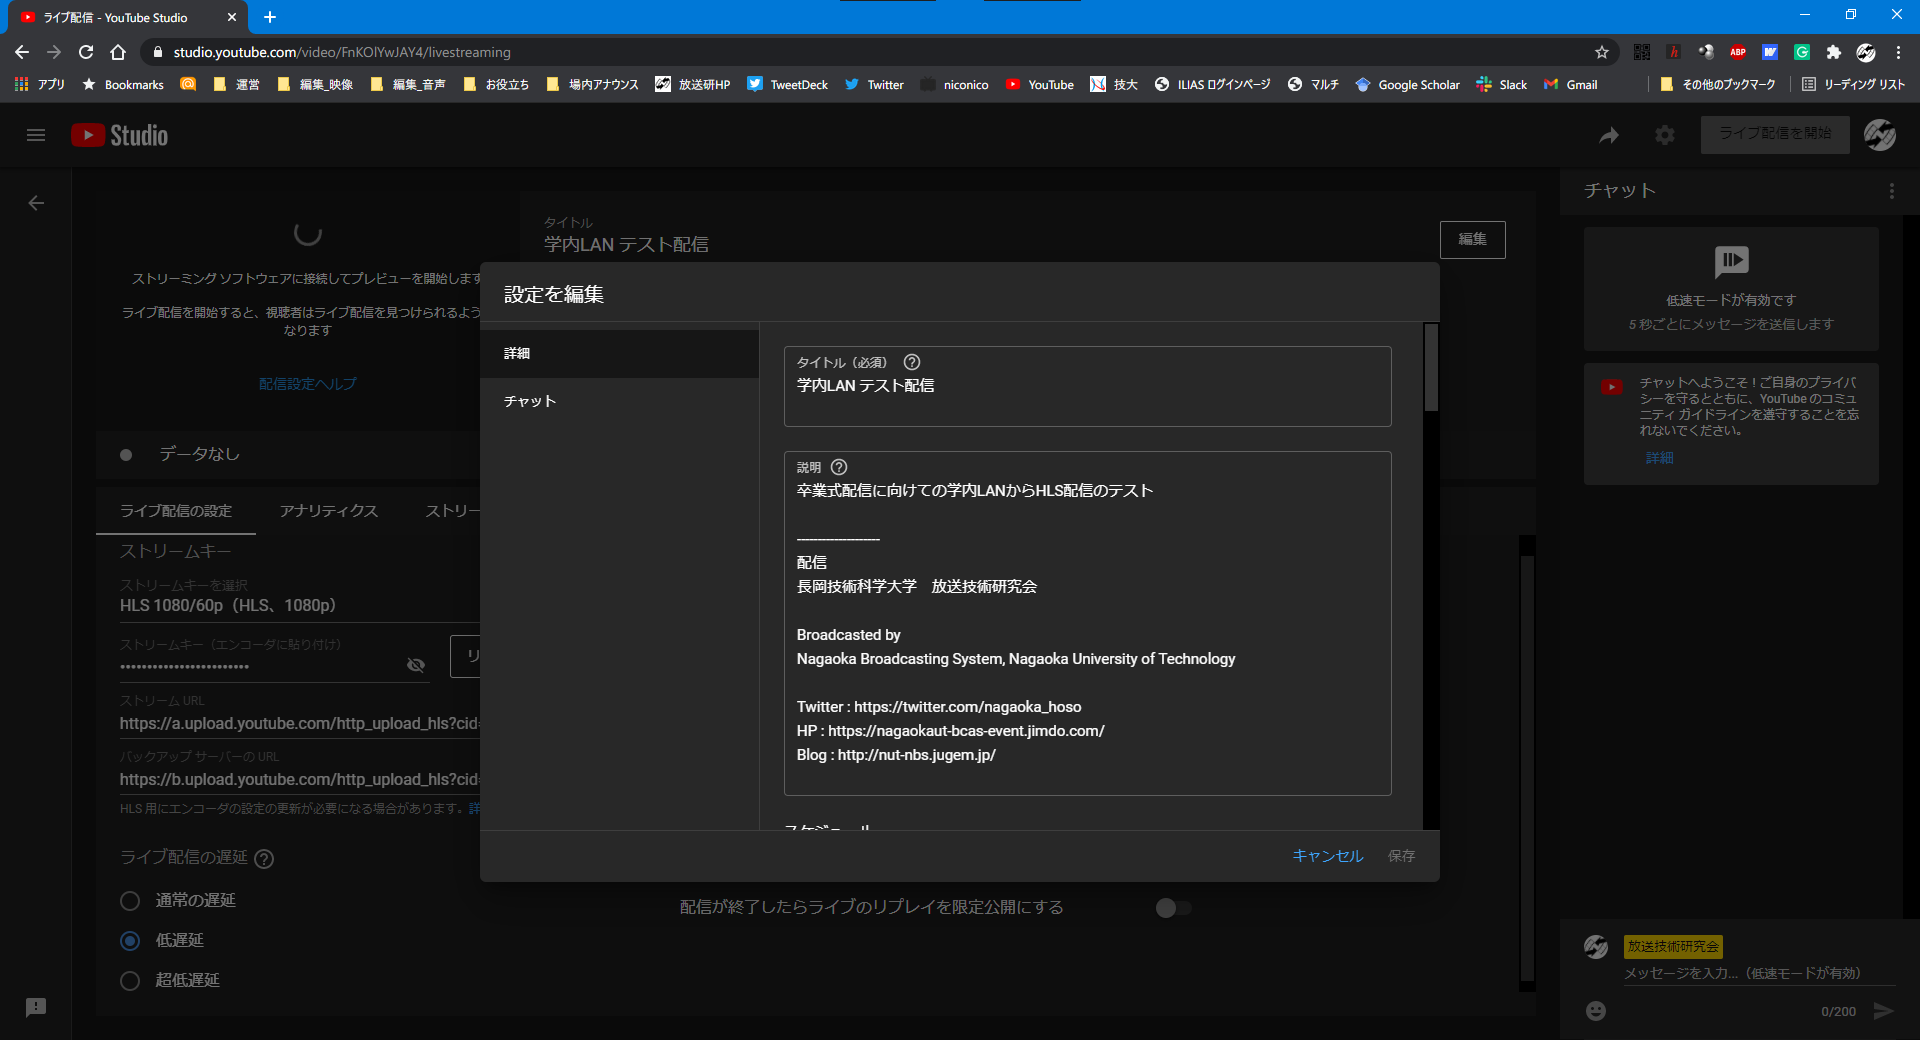 ライブ配信 - YouTube Studio
studio.youtube.com/video/FnKOlYwJAY4/livestreaming
アプリ Bookmarks 運営 編集_映像 編集_音声 お役立ち 場内アナウンス 放送研HP TweetDeck Twitter niconico YouTube 技大 ILIAS ログインページ マルチ Google Scholar Slack Gmail その他のブックマーク リーディング リスト
Studio
ライブ配信を開始
ストリーミング ソフトウェアに接続してプレビューを開始します
ライブ配信を開始すると、視聴者はライブ配信を見つけられるよう
なります
配信設定ヘルプ
データなし
タイトル
学内LAN テスト配信
編集
ライブ配信の設定 アナリティクス ストリー
ストリームキー
ストリームキーを選択
HLS 1080/60p（HLS、1080p）
ストリームキー（エンコーダに貼り付け）
••••••••••••••••••••••••
リ
ストリーム URL
https://a.upload.youtube.com/http_upload_hls?cid=
バックアップ サーバーの URL
https://b.upload.youtube.com/http_upload_hls?cid=
HLS 用にエンコーダの設定の更新が必要になる場合があります。詳
ライブ配信の遅延
通常の遅延
低遅延
超低遅延
配信が終了したらライブのリプレイを限定公開にする
設定を編集
詳細
チャット
タイトル（必須）
学内LAN テスト配信
説明
卒業式配信に向けての学内LANからHLS配信のテスト
--------------------
配信
長岡技術科学大学　放送技術研究会
Broadcasted by
Nagaoka Broadcasting System, Nagaoka University of Technology
Twitter : https://twitter.com/nagaoka_hoso
HP : https://nagaokaut-bcas-event.jimdo.com/
Blog : http://nut-nbs.jugem.jp/
スケジュール
キャンセル 保存
チャット
低速モードが有効です
5 秒ごとにメッセージを送信します
チャットへようこそ！ご自身のプライバ
シーを守るとともに、YouTube のコミュ
ニティ ガイドラインを遵守することを忘
れないでください。
詳細
放送技術研究会
メッセージを入力...（低速モードが有効）
0/200